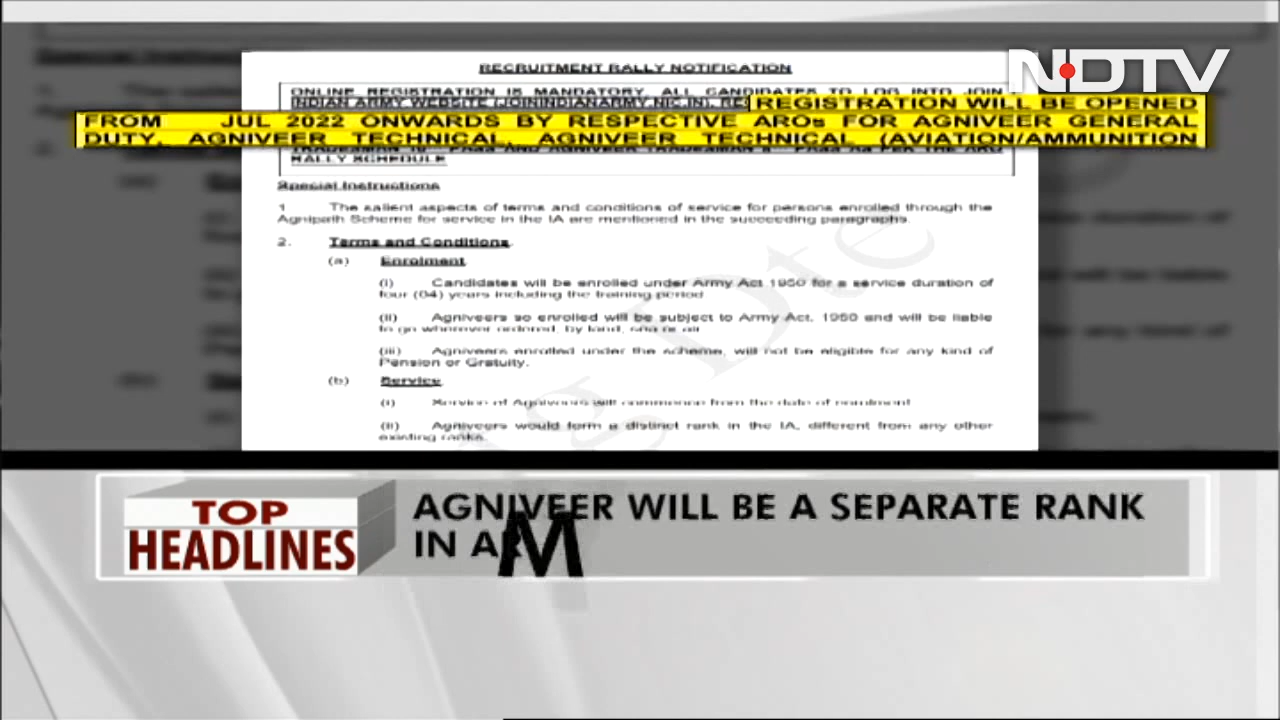 NDTV
RECRUITMENT RALLY NOTIFICATION
ONLINE REGISTRATION IS MANDATORY. ALL CANDIDATES TO LOG INTO JOIN
INDIAN ARMY WEBSITE (JOININDIANARMY.NIC.IN).
REGISTRATION WILL BE OPENED
FROM JUL 2022 ONWARDS BY RESPECTIVE AROs FOR AGNIVEER GENERAL
DUTY, AGNIVEER TECHNICAL, AGNIVEER TECHNICAL (AVIATION/AMMUNITION
RALLY SCHEDULE
Special Instructions
1 The salient aspects of terms and conditions of service for persons enrolled through the
Agnipath Scheme for service in the IA are mentioned in the succeeding paragraphs.
2. Terms and Conditions
(a) Enrolment
(i) Candidates will be enrolled under Army Act 1950 for a service duration of
four (04) years including the training period
(ii) Agniveers so enrolled will be subject to Army Act, 1950 and will be liable
to go wherever ordered, by land, sea or air
(iii) Agniveers enrolled under the scheme, will not be eligible for any kind of
Pension or Gratuity.
(b) Service
(i) Service of Agniveers will commence from the date of enrolment
(ii) Agniveers would form a distinct rank in the IA, different from any other
existing ranks.
TOP
HEADLINES
AGNIVEER WILL BE A SEPARATE RANK
IN ARM